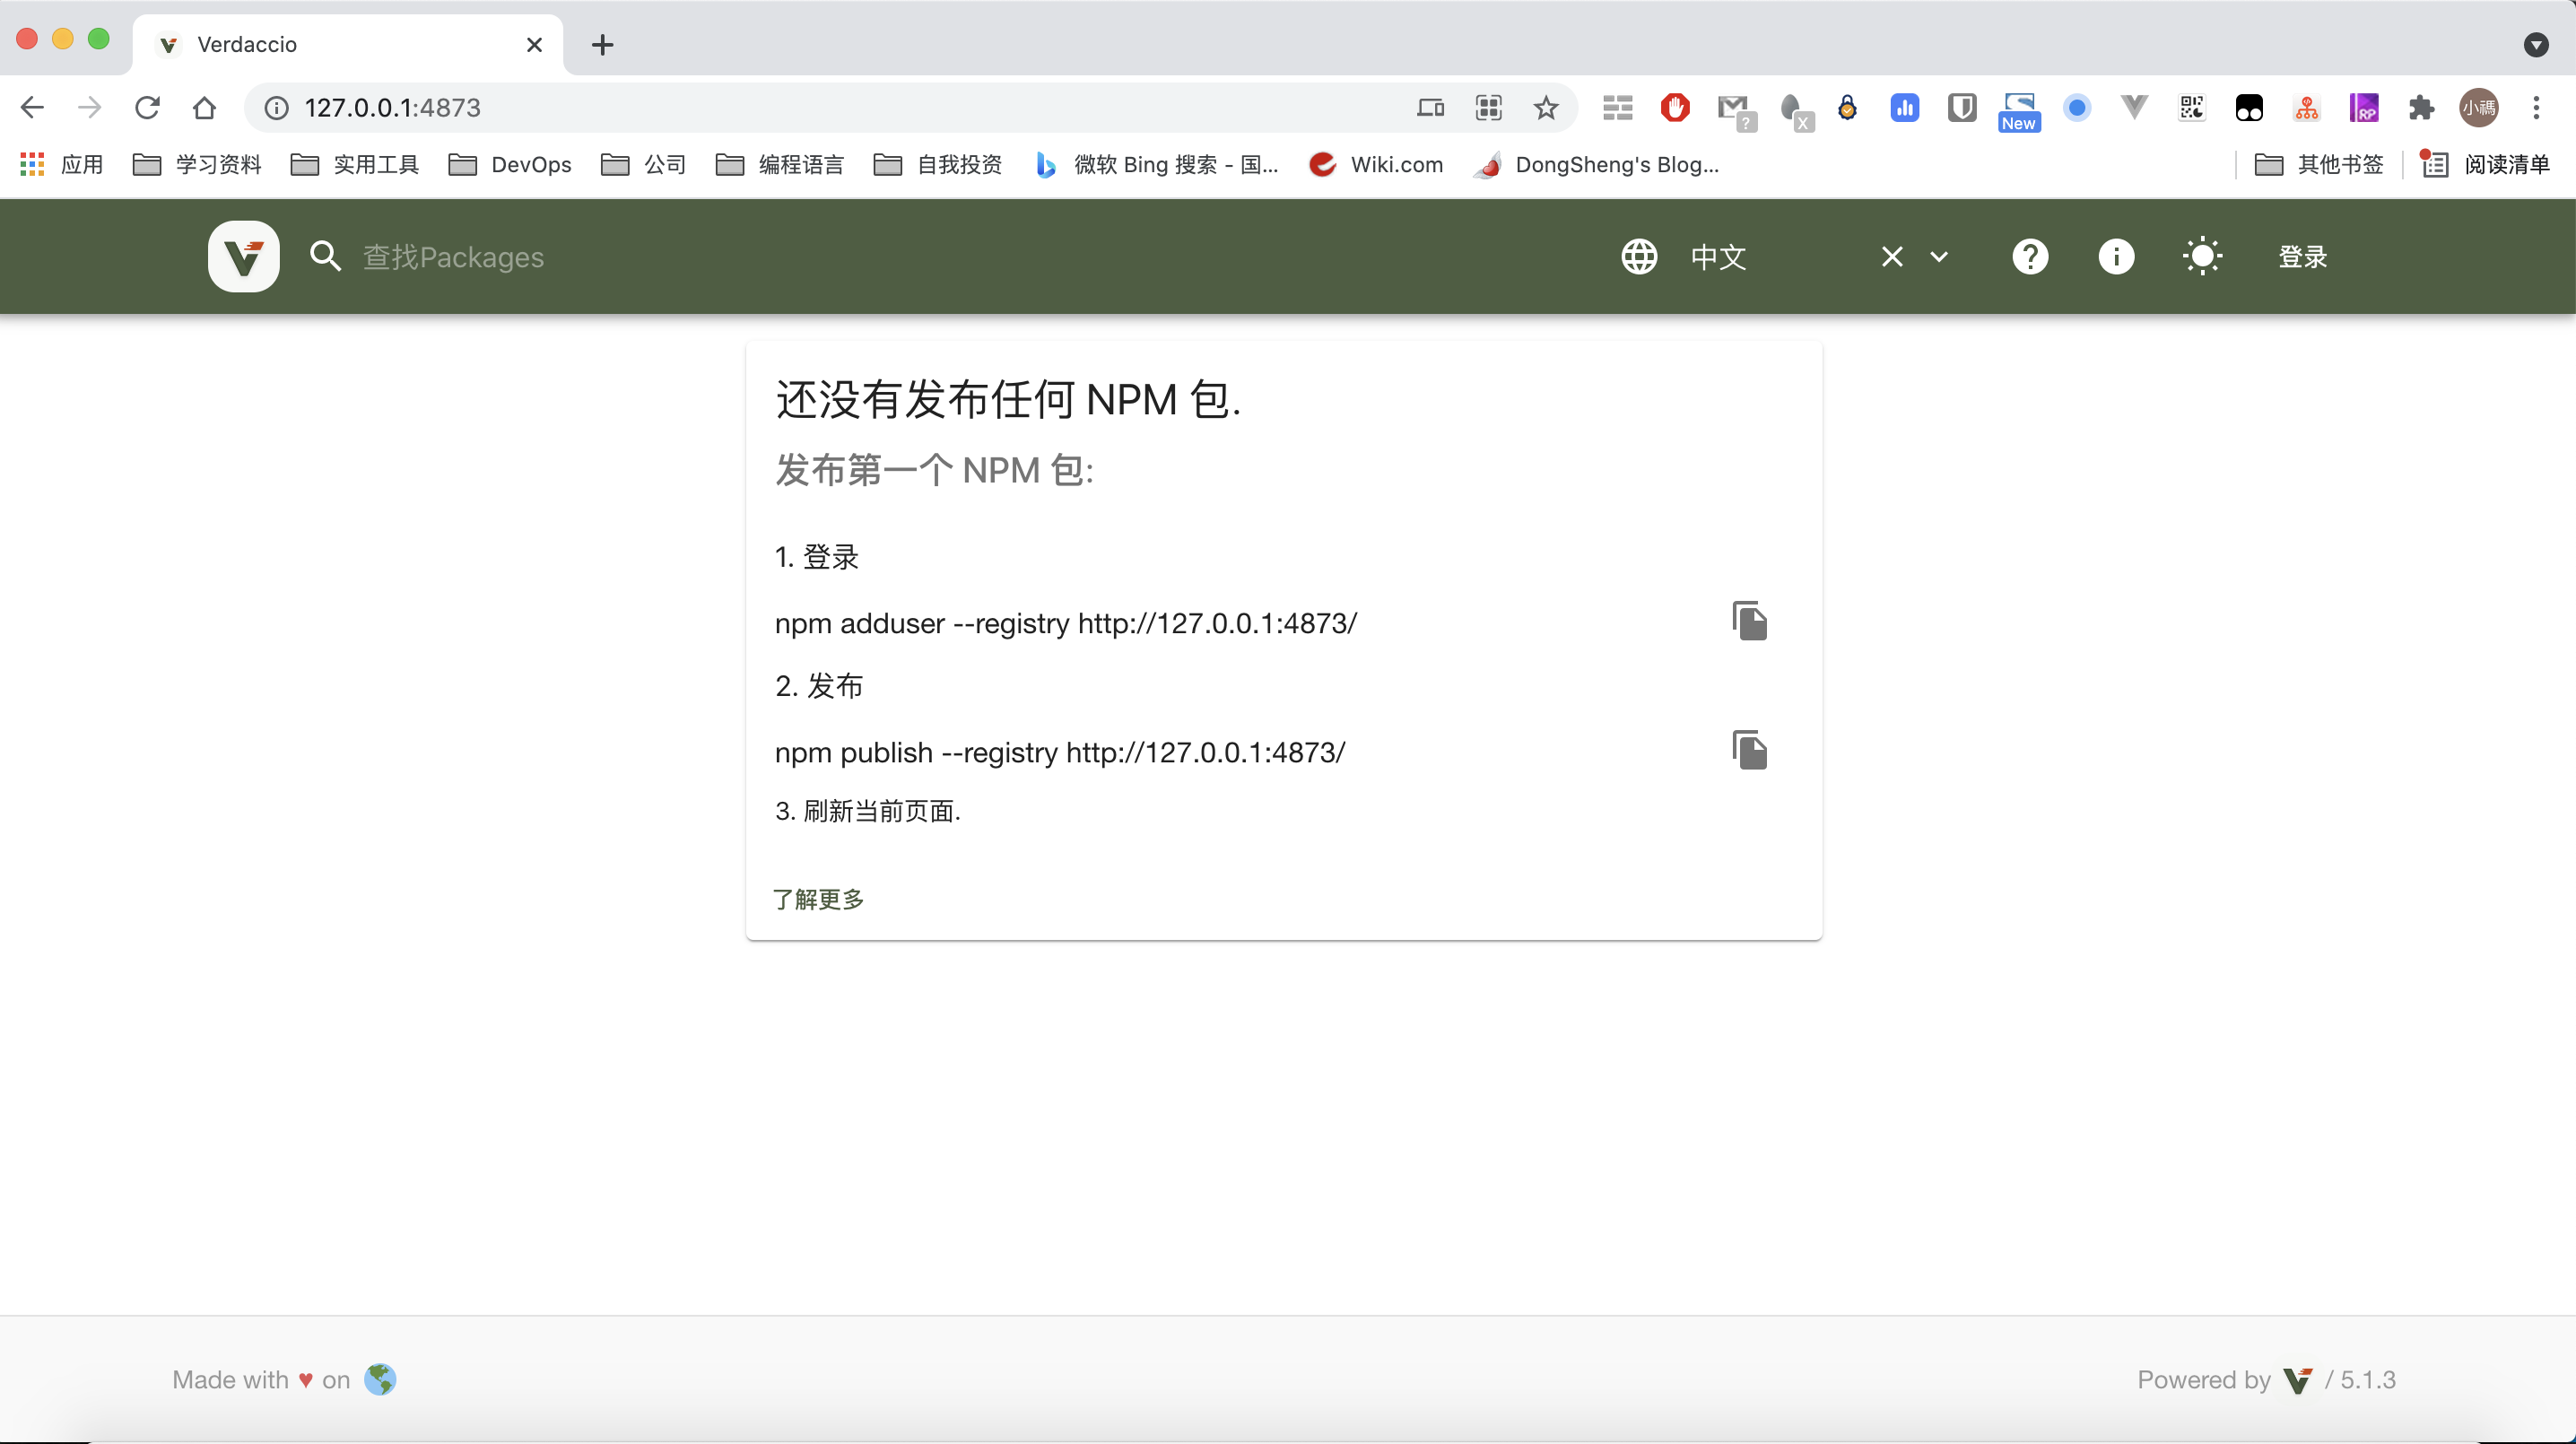 Verdaccio
127.0.0.1:4873
? X New RP 小禑
应用 学习资料 实用工具 DevOps 公司 编程语言 自我投资 微软 Bing 搜索 - 国... Wiki.com DongSheng's Blog... 其他书签 阅读清单
查找Packages 中文 登录
还没有发布任何 NPM 包.
发布第一个 NPM 包:
1. 登录
npm adduser --registry http://127.0.0.1:4873/
2. 发布
npm publish --registry http://127.0.0.1:4873/
3. 刷新当前页面.
了解更多
Made with ♥ on Powered by / 5.1.3